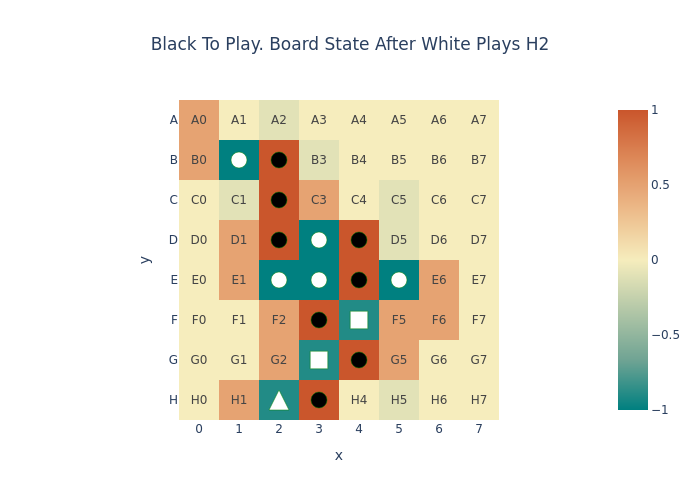 Black To Play. Board State After White Plays H2
A A0 A1 A2 A3 A4 A5 A6 A7
B B0 B3 B4 B5 B6 B7
C C0 C1 C3 C4 C5 C6 C7
D D0 D1 D5 D6 D7
E E0 E1 E6 E7
F F0 F1 F2 F5 F6 F7
G G0 G1 G2 G5 G6 G7
H H0 H1 H4 H5 H6 H7
0 1 2 3 4 5 6 7
x
y
1
0.5
0
−0.5
−1